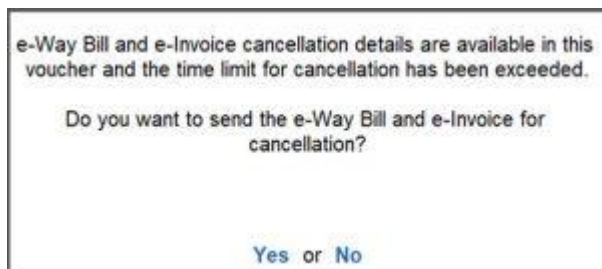 e-Way Bill and e-Invoice cancellation details are available in this
voucher and the time limit for cancellation has been exceeded.
Do you want to send the e-Way Bill and e-Invoice for
cancellation?
Yes or No